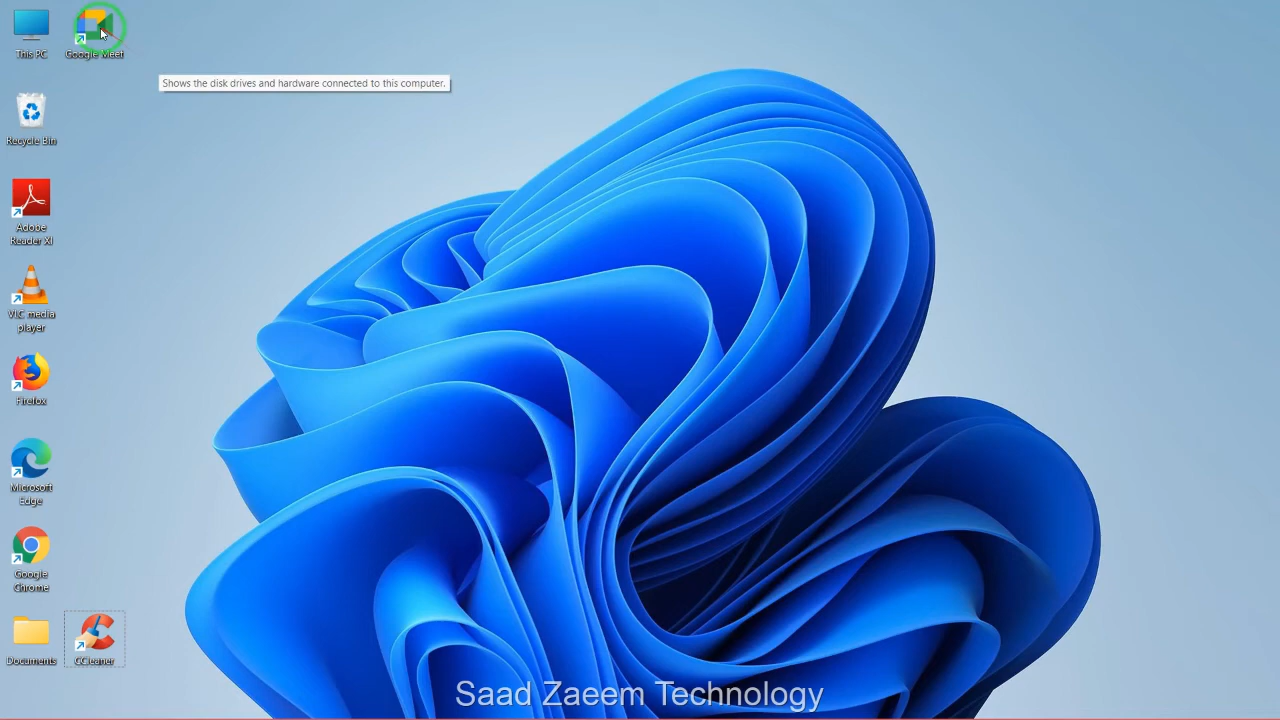 This PC
Google Meet
Shows the disk drives and hardware connected to this computer.
Recycle Bin
Adobe
Reader XI
VLC media
player
Firefox
Microsoft
Edge
Google
Chrome
Documents
CCleaner
Saad Zaeem Technology